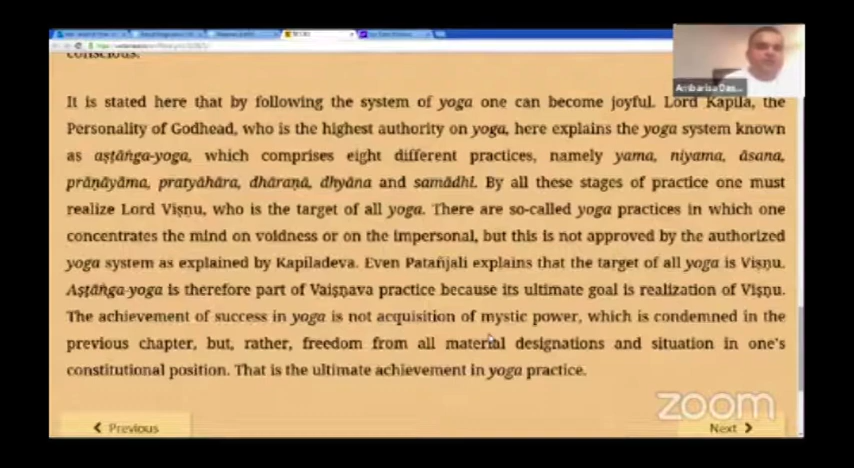 conscious.
It is stated here that by following the system of yoga one can become joyful. Lord Kapila, the
Personality of Godhead, who is the highest authority on yoga, here explains the yoga system known
as aṣṭāṅga-yoga, which comprises eight different practices, namely yama, niyama, āsana,
prāṇāyāma, pratyāhāra, dhāraṇā, dhyāna and samādhi. By all these stages of practice one must
realize Lord Viṣṇu, who is the target of all yoga. There are so-called yoga practices in which one
concentrates the mind on voidness or on the impersonal, but this is not approved by the authorized
yoga system as explained by Kapiladeva. Even Patañjali explains that the target of all yoga is Viṣṇu.
Aṣṭāṅga-yoga is therefore part of Vaiṣṇava practice because its ultimate goal is realization of Viṣṇu.
The achievement of success in yoga is not acquisition of mystic power, which is condemned in the
previous chapter, but, rather, freedom from all material designations and situation in one's
constitutional position. That is the ultimate achievement in yoga practice.
Previous
Next
Ambarisa Das...
zoom